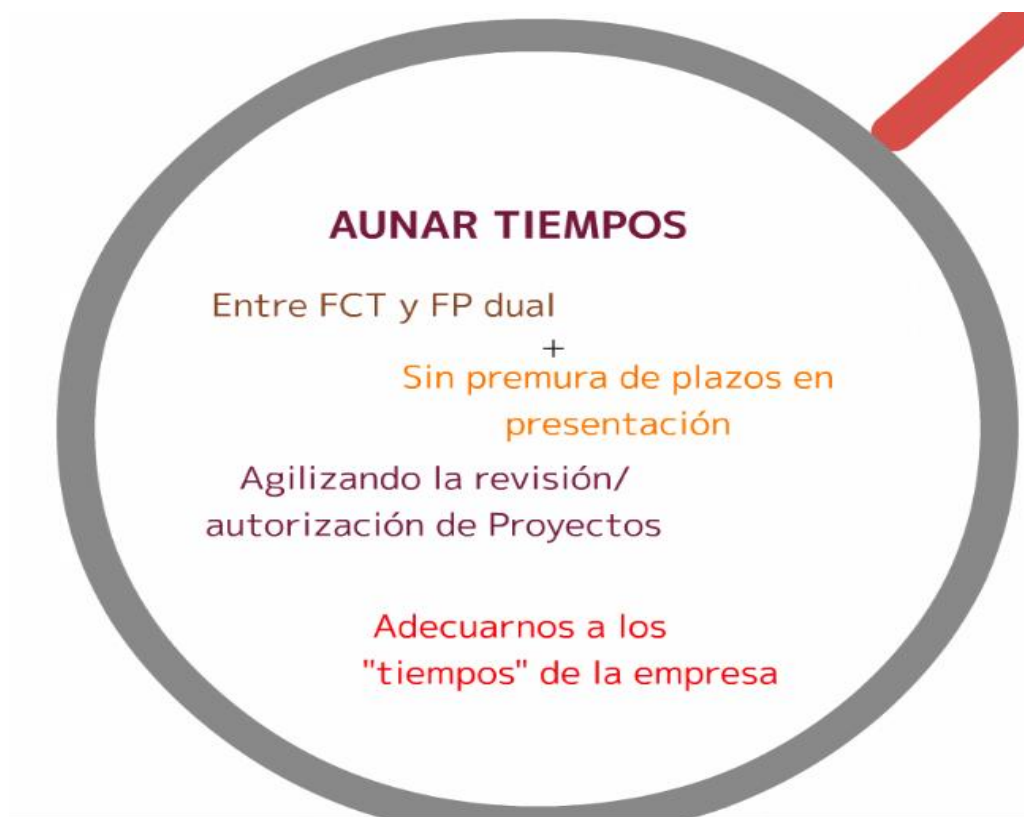 AUNAR TIEMPOS
Entre FCT y FP dual
+
Sin premura de plazos en
presentación
Agilizando la revisión/
autorización de Proyectos
Adecuarnos a los
"tiempos" de la empresa